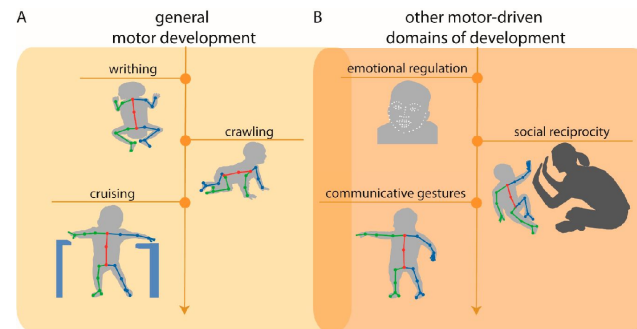 A
general
motor development
writhing
crawling
cruising
B
other motor-driven
domains of development
emotional regulation
social reciprocity
communicative gestures